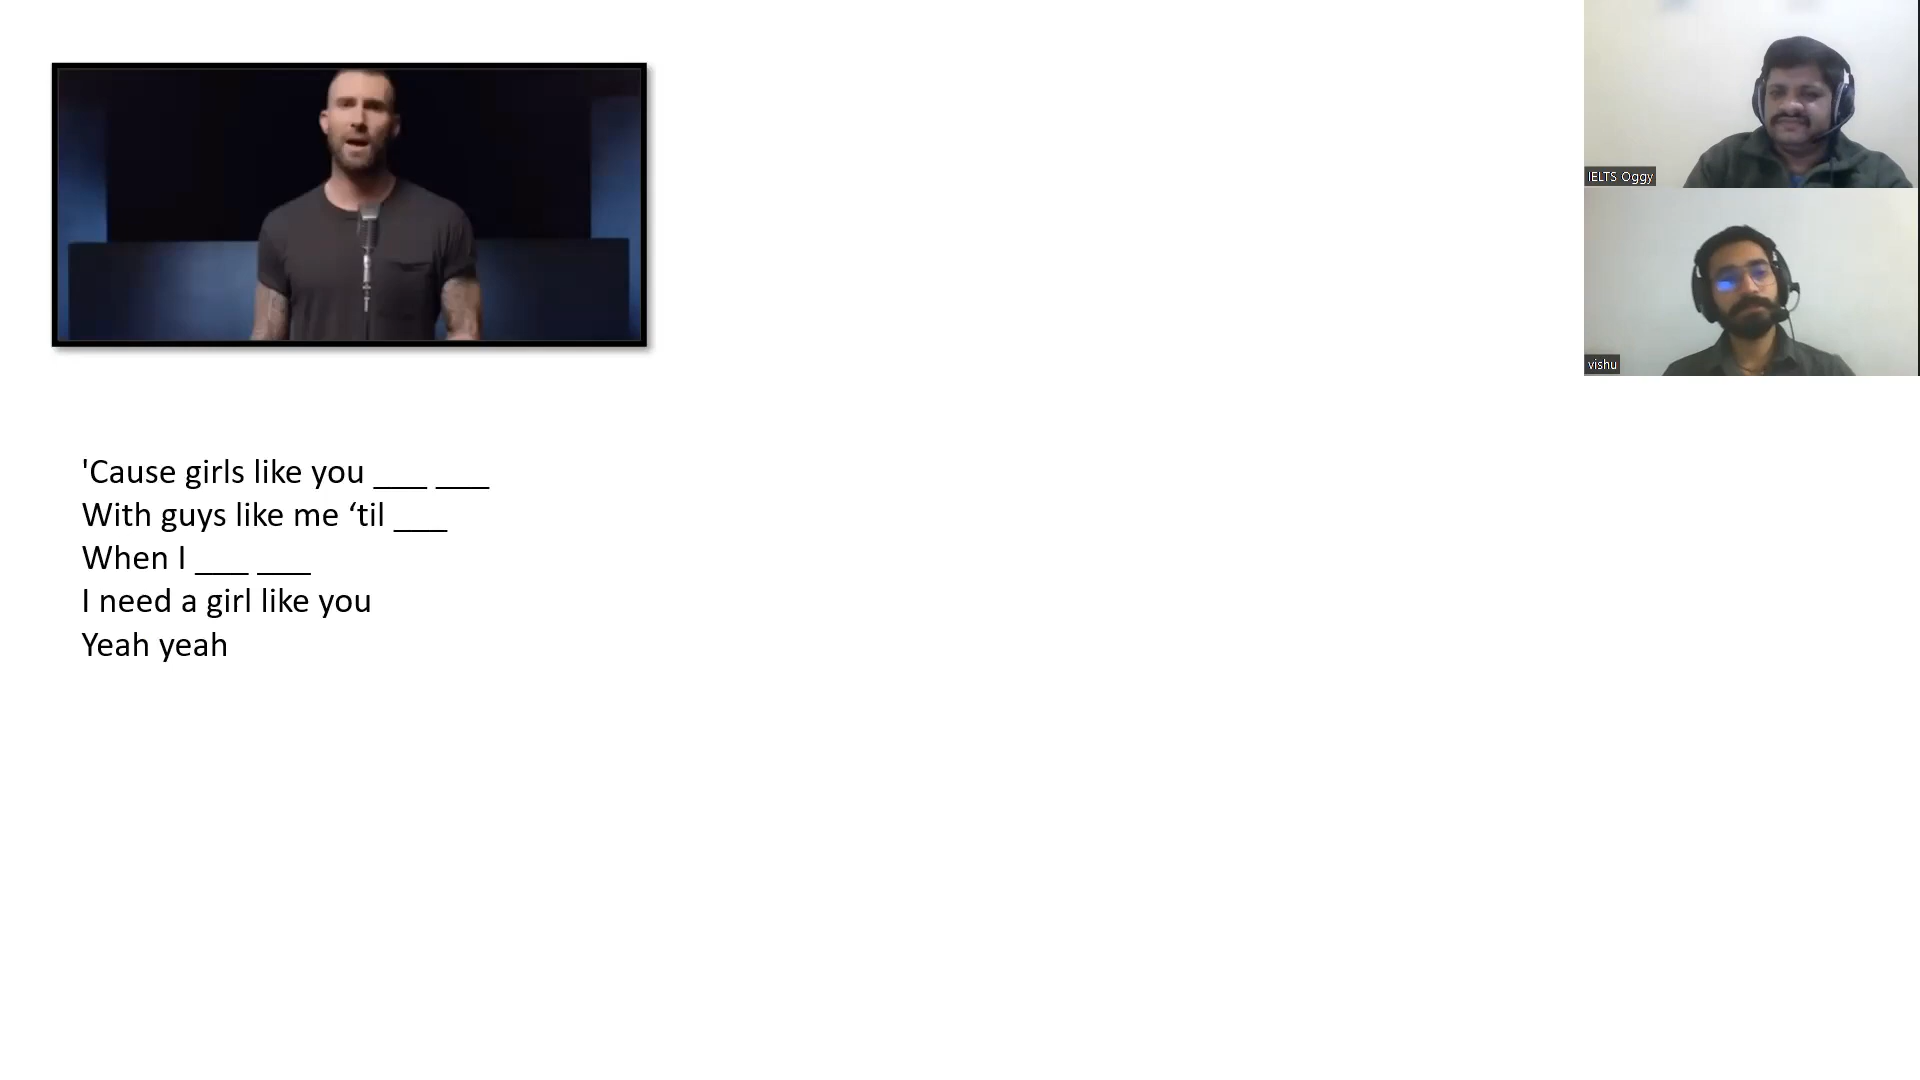 IELTS Oggy
vishu
'Cause girls like you ___ ___
With guys like me ‘til ___
When I ___ ___
I need a girl like you
Yeah yeah